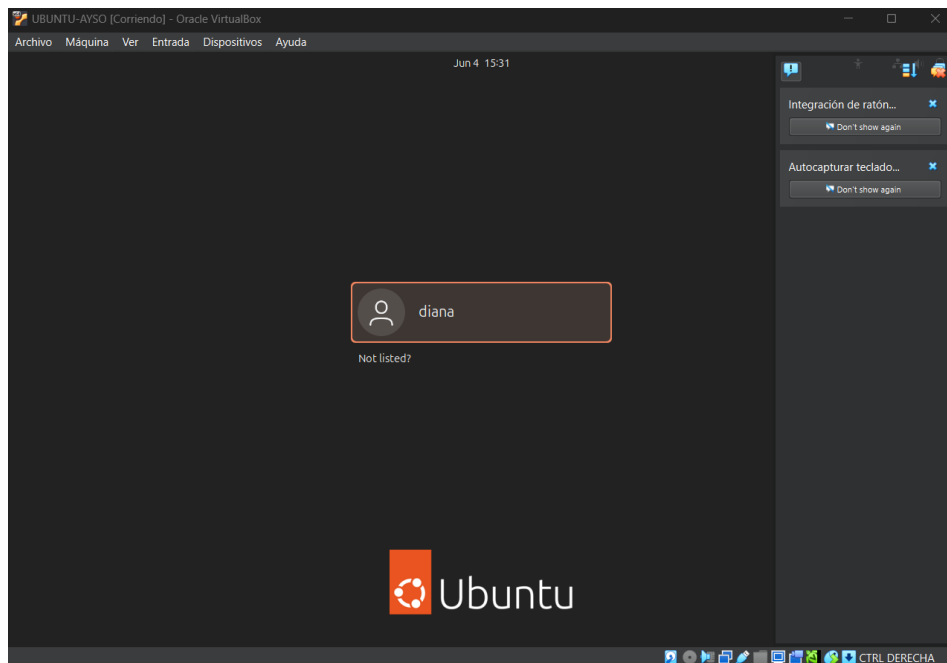 UBUNTU-AYSO [Corriendo] - Oracle VirtualBox
Archivo Máquina Ver Entrada Dispositivos Ayuda
Jun 4 15:31
Integración de ratón...
Don't show again
Autocapturar teclado...
Don't show again
diana
Not listed?
Ubuntu
CTRL DERECHA